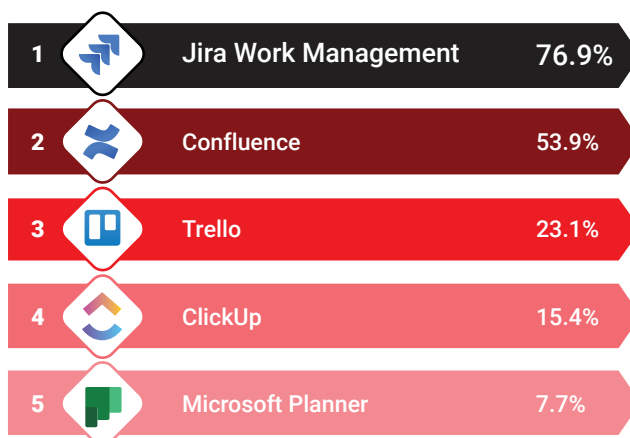 1 Jira Work Management 76.9%
2 Confluence 53.9%
3 Trello 23.1%
4 ClickUp 15.4%
5 Microsoft Planner 7.7%